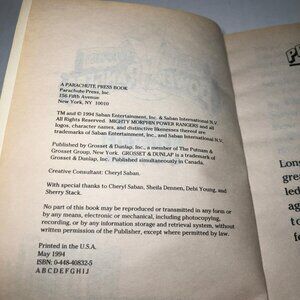 A PARACHUTE PRESS BOOK
Parachute Press, Inc.
156 Fifth Avenue
New York, NY 10010
TM and © 1994 Saban Entertainment, Inc. & Saban International N.V.
All Rights Reserved. MIGHTY MORPHIN POWER RANGERS and all
logos, character names, and distinctive likenesses thereof are
trademarks of Saban Entertainment, Inc. & Saban International N.V.
Published by Grosset & Dunlap, Inc., a member of The Putnam &
Grosset Group, New York. GROSSET & DUNLAP is a trademark of
Grosset & Dunlap, Inc. Published simultaneously in Canada.
Creative Consultant: Cheryl Saban.
With special thanks to Cheryl Saban, Sheila Dennen, Debi Young, and
Sherry Stack.
No part of this book may be reproduced or transmitted in any form or
by any means, electronic or mechanical, including photocopying,
recording, or by any information storage and retrieval system, without
written permission of the Publisher, except where permitted by law.
Printed in the U.S.A.
May 1994
ISBN: 0-448-40832-5
A B C D E F G H I J
Long
gre
led
aga
to
fe